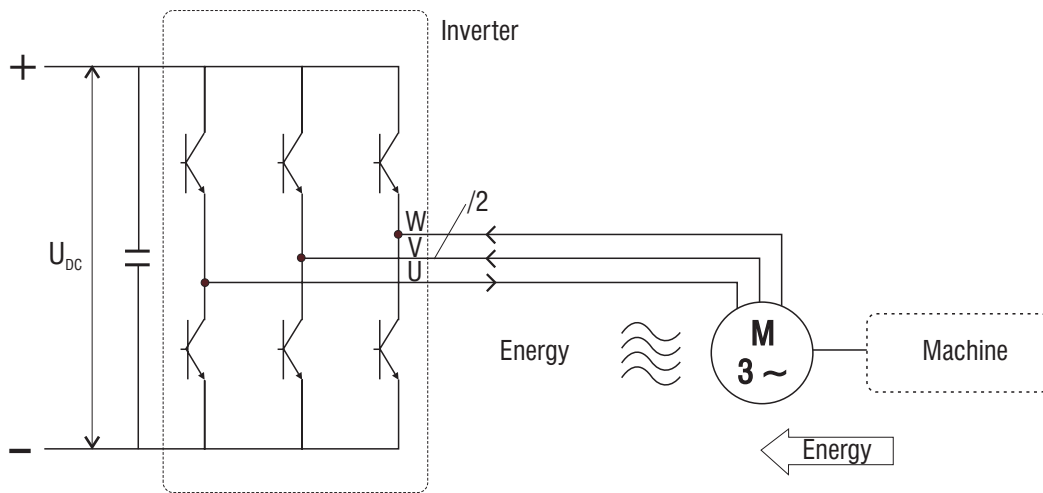 Inverter
+
/2
W
V
U
U_DC
Energy
M
3 ~
Machine
−
Energy